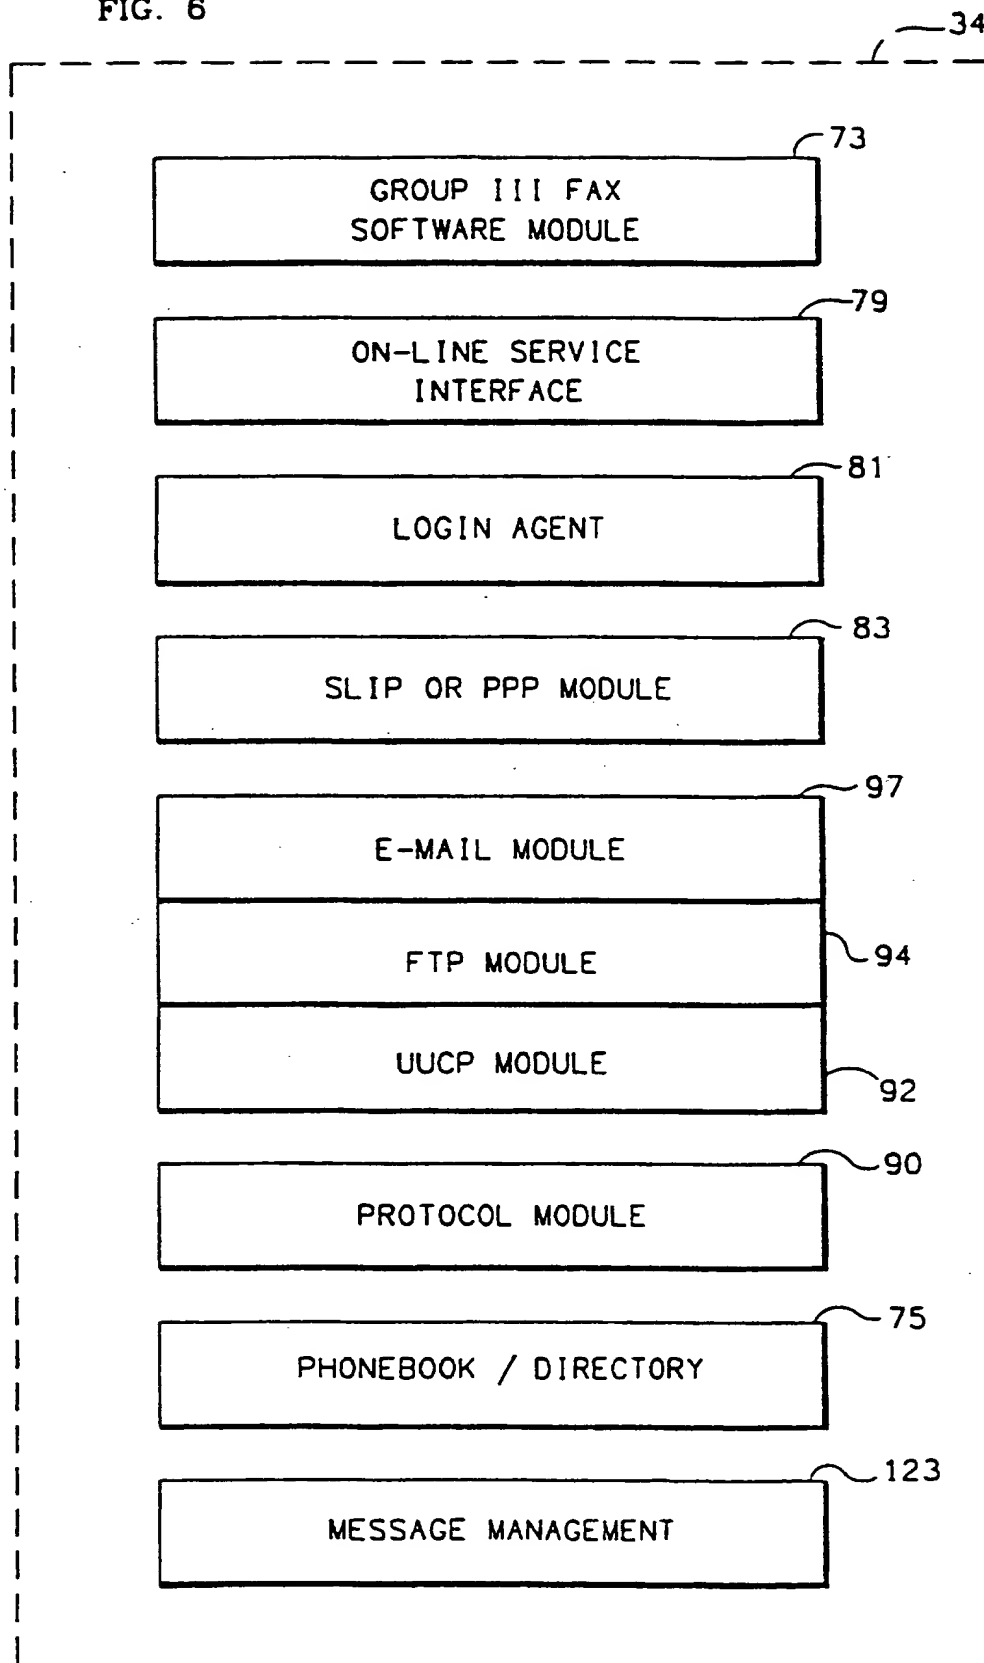 FIG. 6
34
73
GROUP III FAX
SOFTWARE MODULE
79
ON-LINE SERVICE
INTERFACE
81
LOGIN AGENT
83
SLIP OR PPP MODULE
97
E-MAIL MODULE
FTP MODULE
94
UUCP MODULE
92
90
PROTOCOL MODULE
75
PHONEBOOK / DIRECTORY
123
MESSAGE MANAGEMENT